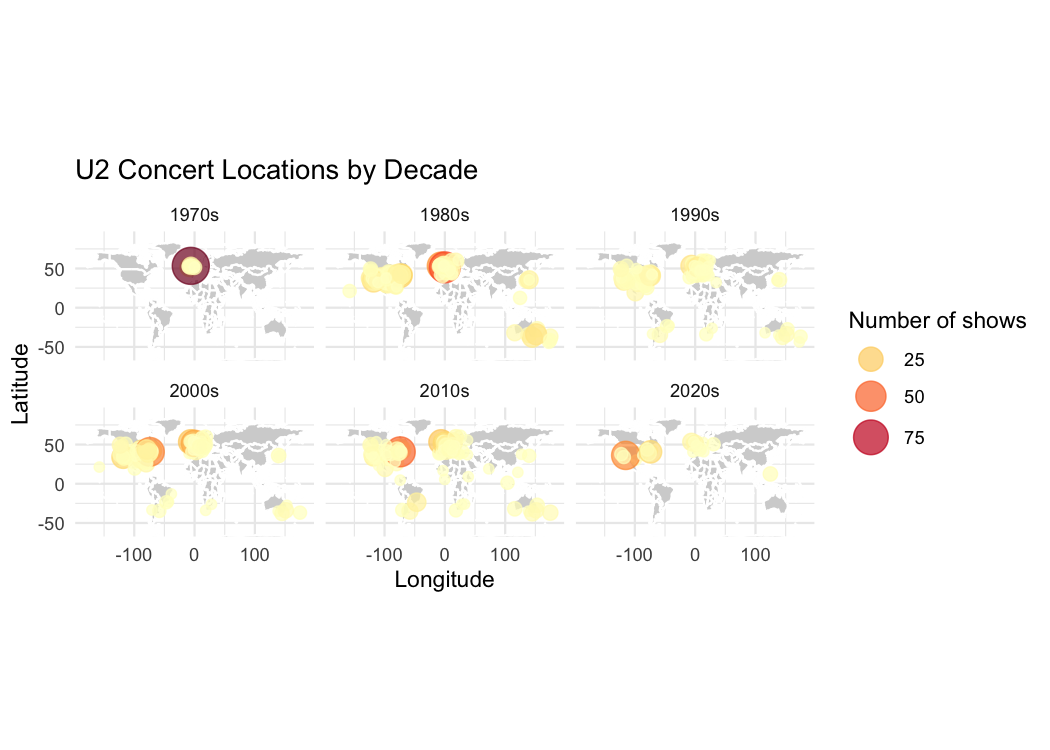 U2 Concert Locations by Decade
1970s 1980s 1990s
50
0
-50
2000s 2010s 2020s
50
0
-50
-100 0 100 -100 0 100 -100 0 100
Longitude
Latitude
Number of shows
25
50
75